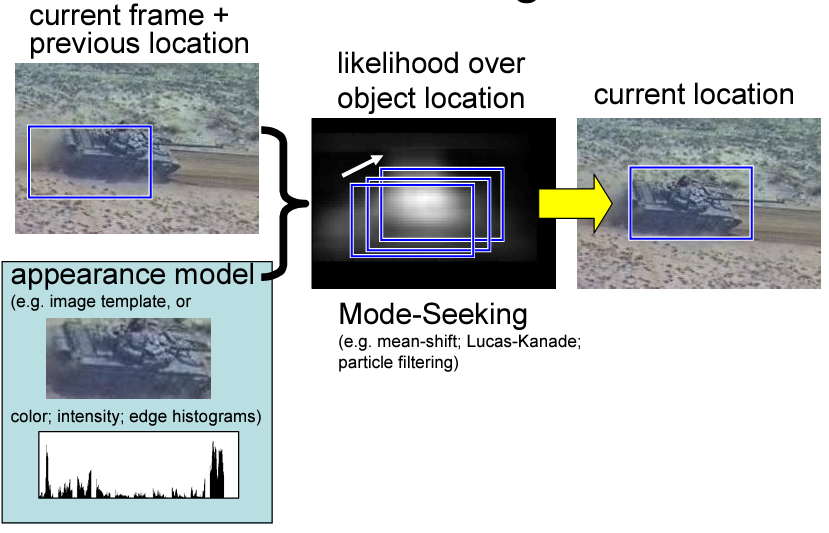 current frame +
previous location
likelihood over
object location
current location
appearance model
(e.g. image template, or
color; intensity; edge histograms)
Mode-Seeking
(e.g. mean-shift; Lucas-Kanade;
particle filtering)